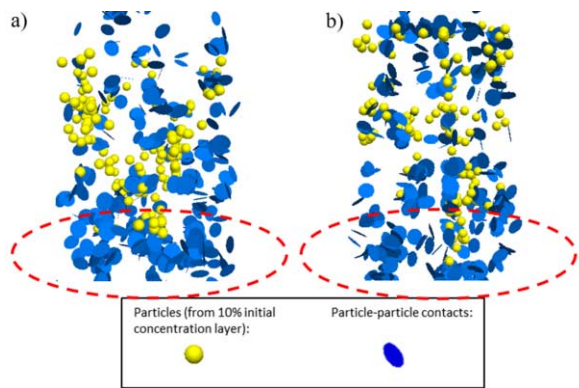 a)
b)
Particles (from 10% initial
concentration layer):
Particle-particle contacts: